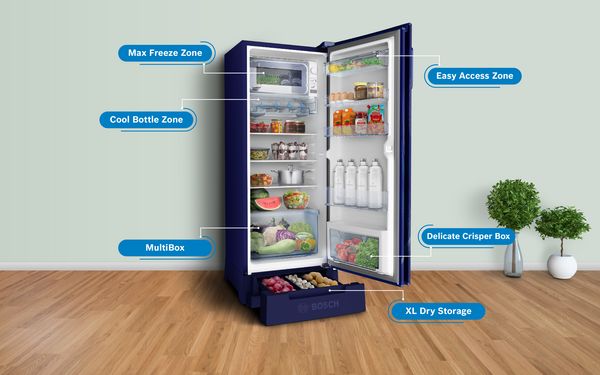 Max Freeze Zone
Easy Access Zone
Cool Bottle Zone
Delicate Crisper Box
MultiBox
BOSCH
XL Dry Storage